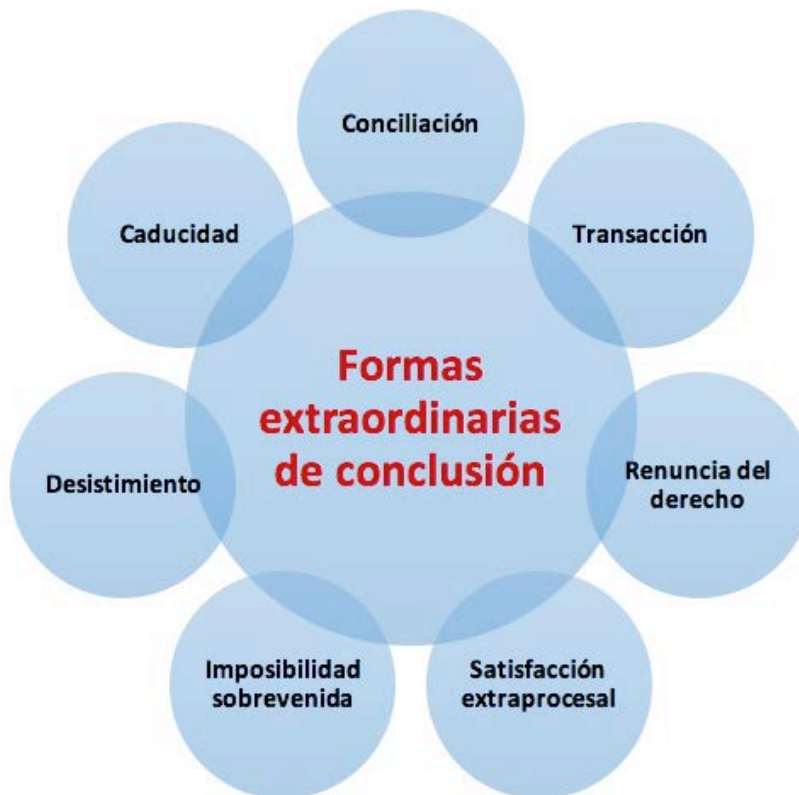 Conciliación
Caducidad
Transacción
Formas
extraordinarias
de conclusión
Desistimiento
Renuncia del
derecho
Imposibilidad
sobrevenida
Satisfacción
extraprocesal